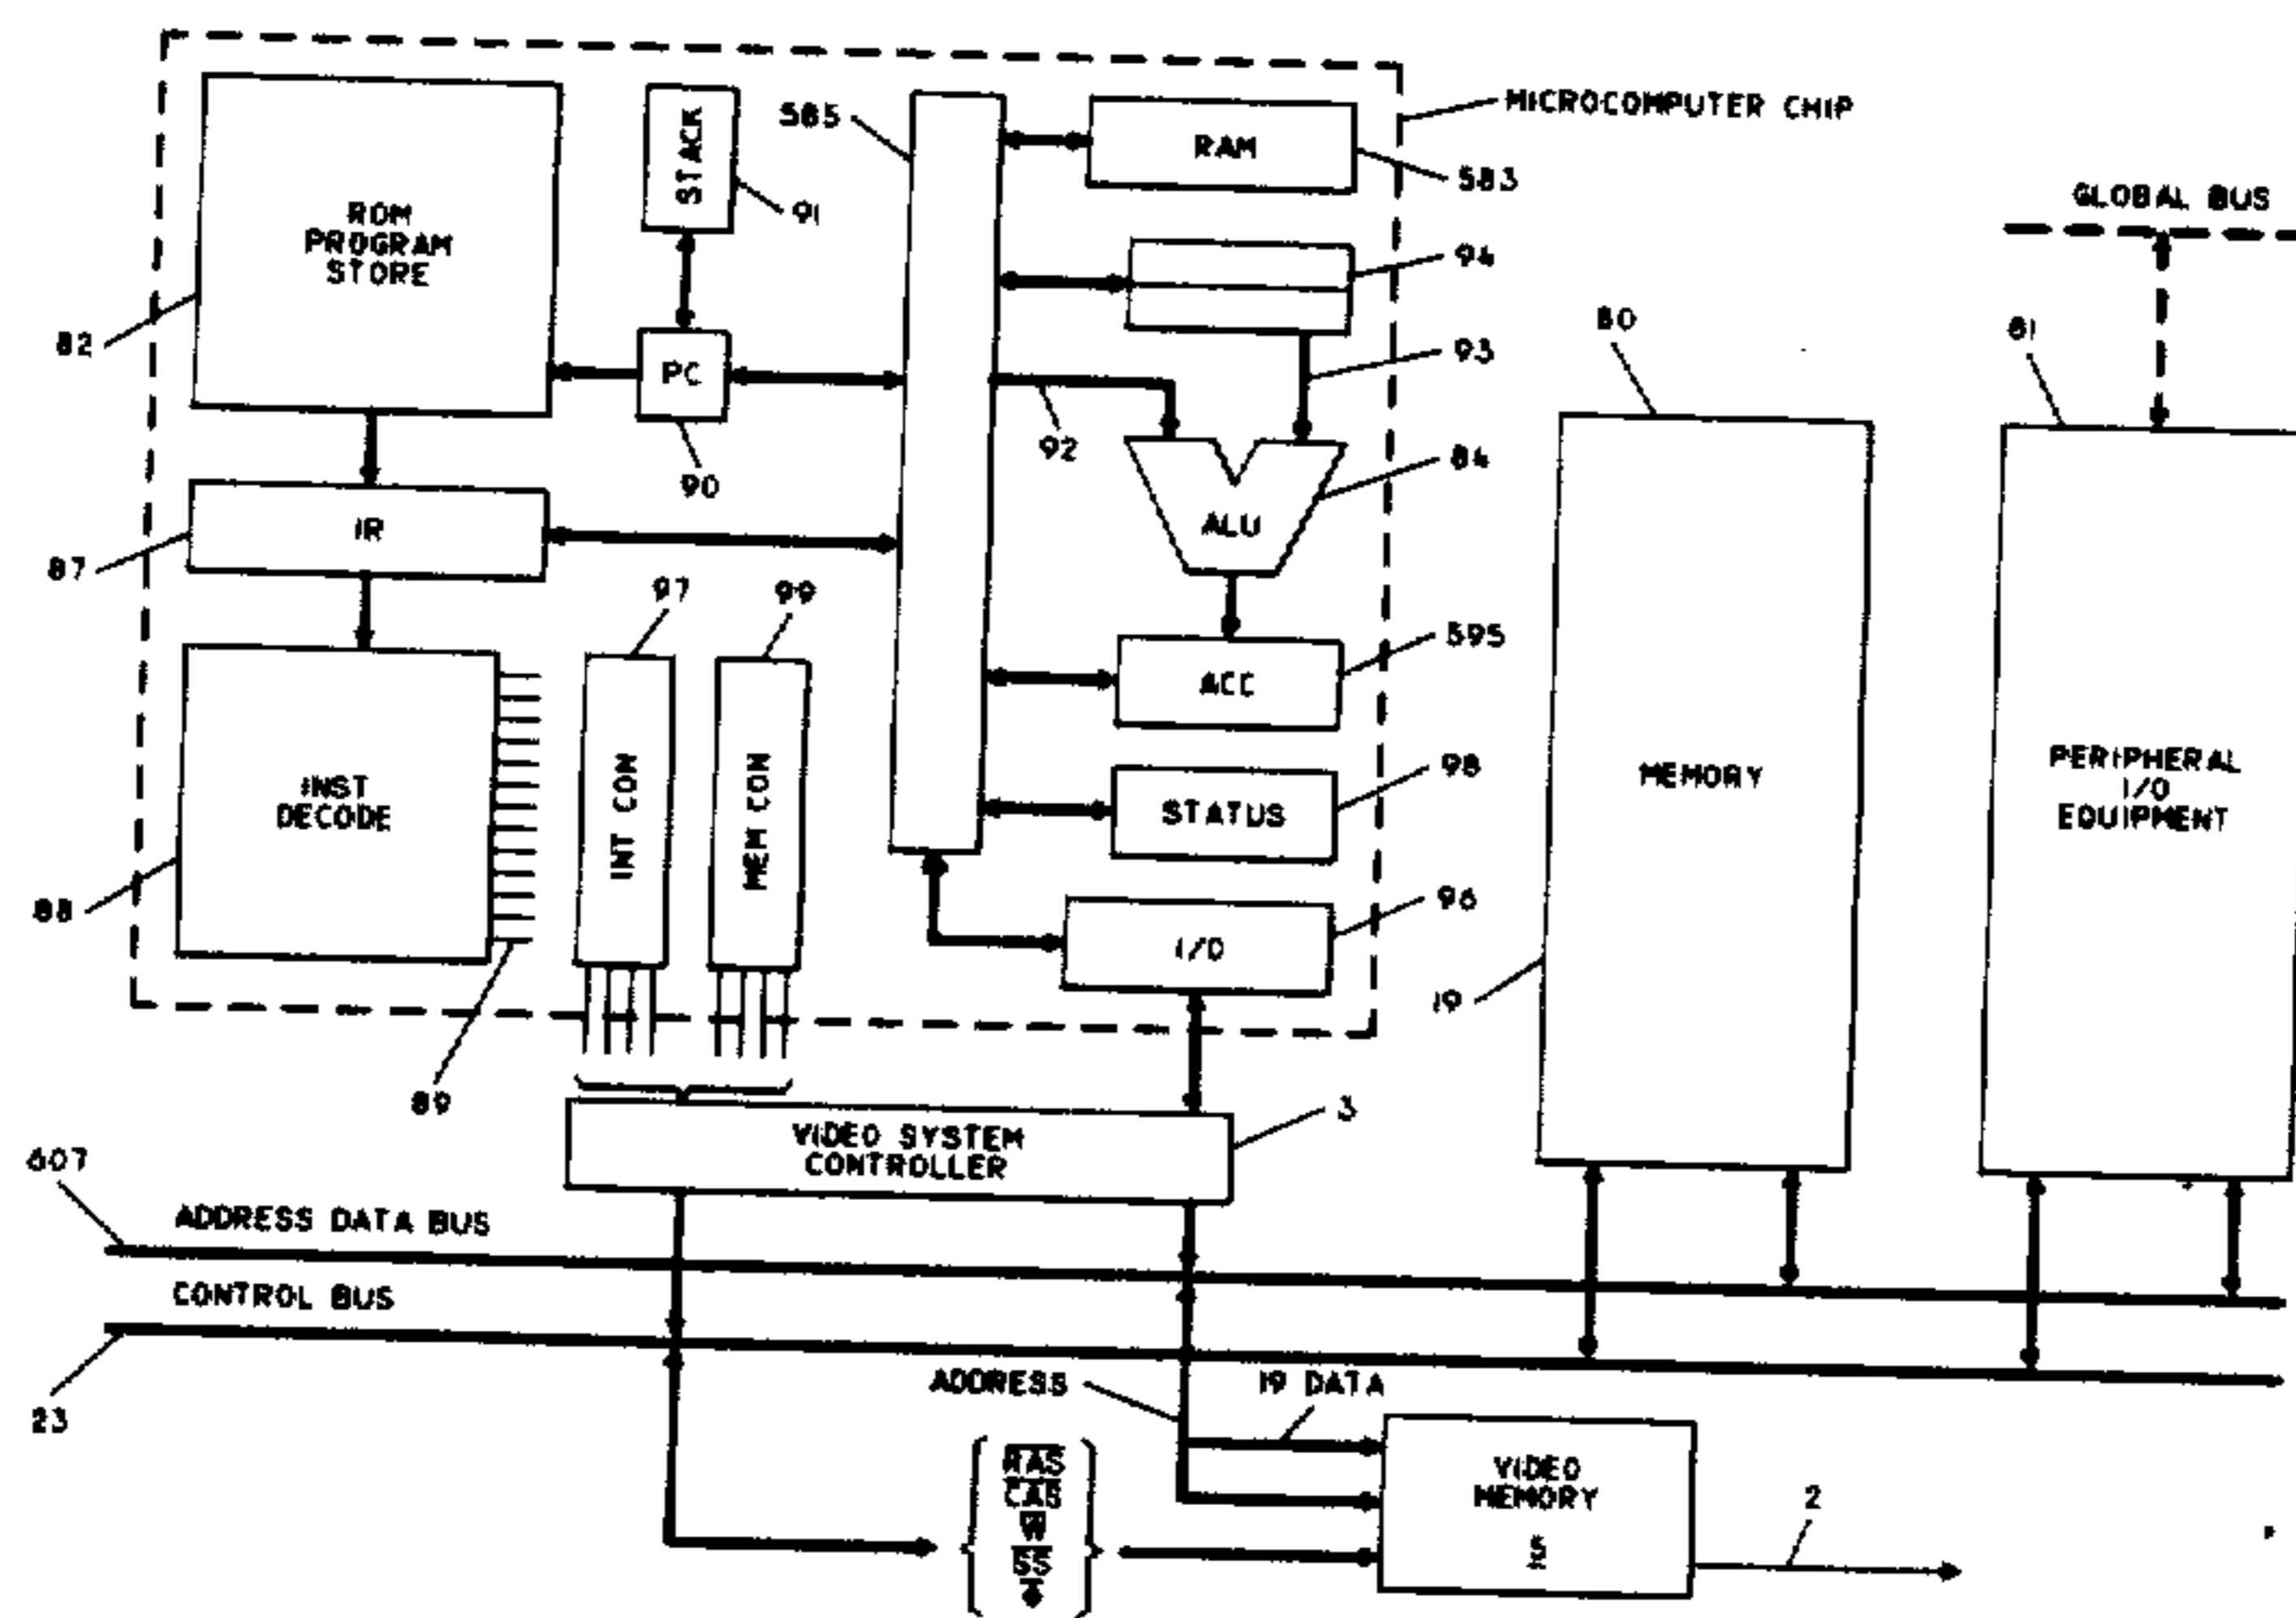 MICROCOMPUTER CHIP
ROM
PROGRAM
STORE
82
STACK
91
585
RAM
583
94
93
GLOBAL BUS
80
81
PC
90
92
ALU
84
IR
87
97
99
ACC
595
INST
DECODE
88
89
INT CON
MEM CON
STATUS
98
I/O
96
MEMORY
19
PERIPHERAL
I/O
EQUIPMENT
VIDEO SYSTEM
CONTROLLER
3
607
ADDRESS DATA BUS
CONTROL BUS
23
ADDRESS
19 DATA
RAS
CAS
W
SS
VIDEO
MEMORY
2